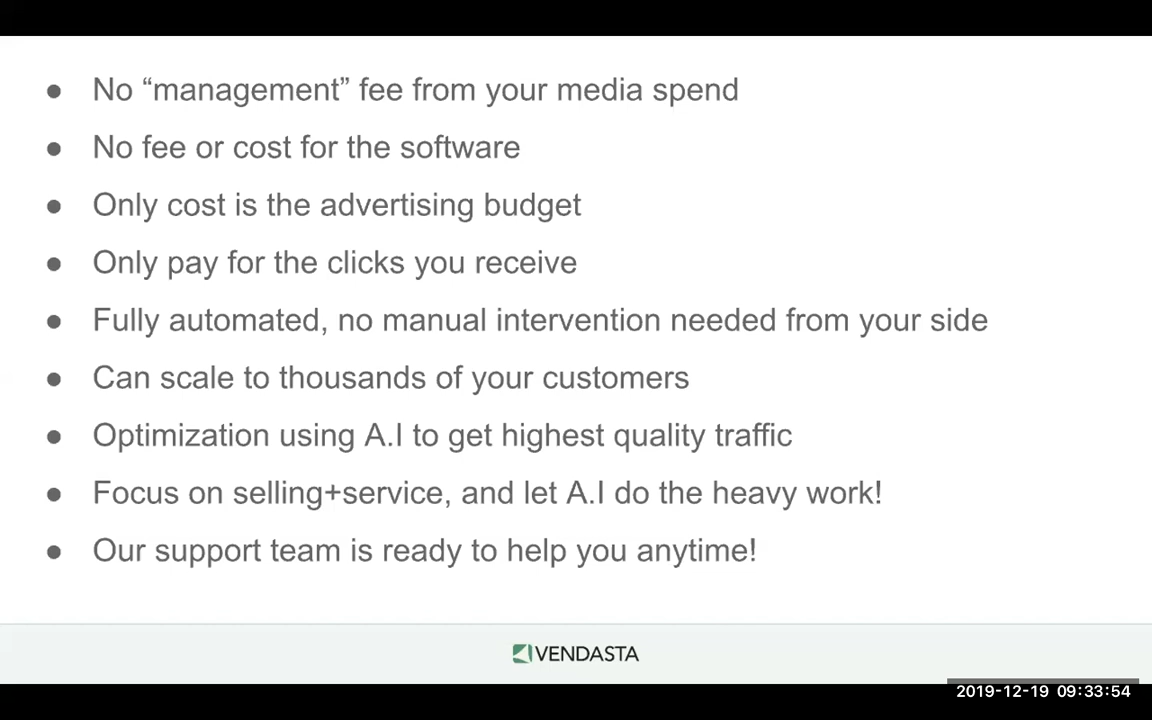 ● No “management” fee from your media spend
● No fee or cost for the software
● Only cost is the advertising budget
● Only pay for the clicks you receive
● Fully automated, no manual intervention needed from your side
● Can scale to thousands of your customers
● Optimization using A.I to get highest quality traffic
● Focus on selling+service, and let A.I do the heavy work!
● Our support team is ready to help you anytime!
VENDASTA
2019-12-19 09:33:54